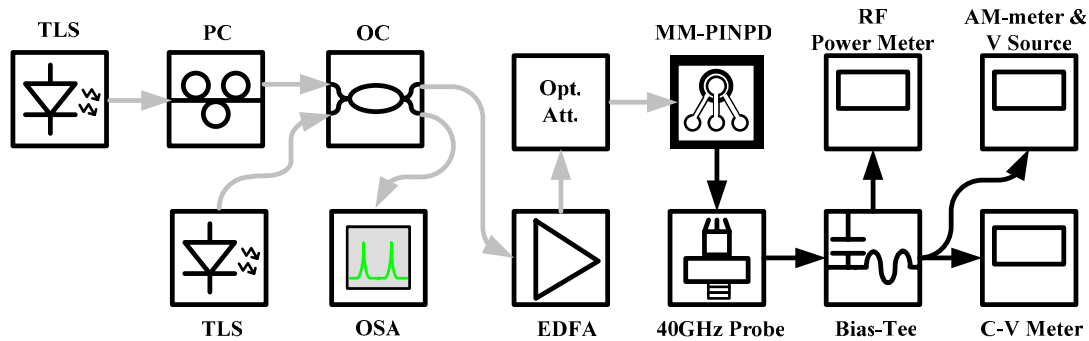 TLS
PC
OC
MM-PINPD
RF
Power Meter
AM-meter &
V Source
Opt.
Att.
TLS
OSA
EDFA
40GHz Probe
Bias-Tee
C-V Meter